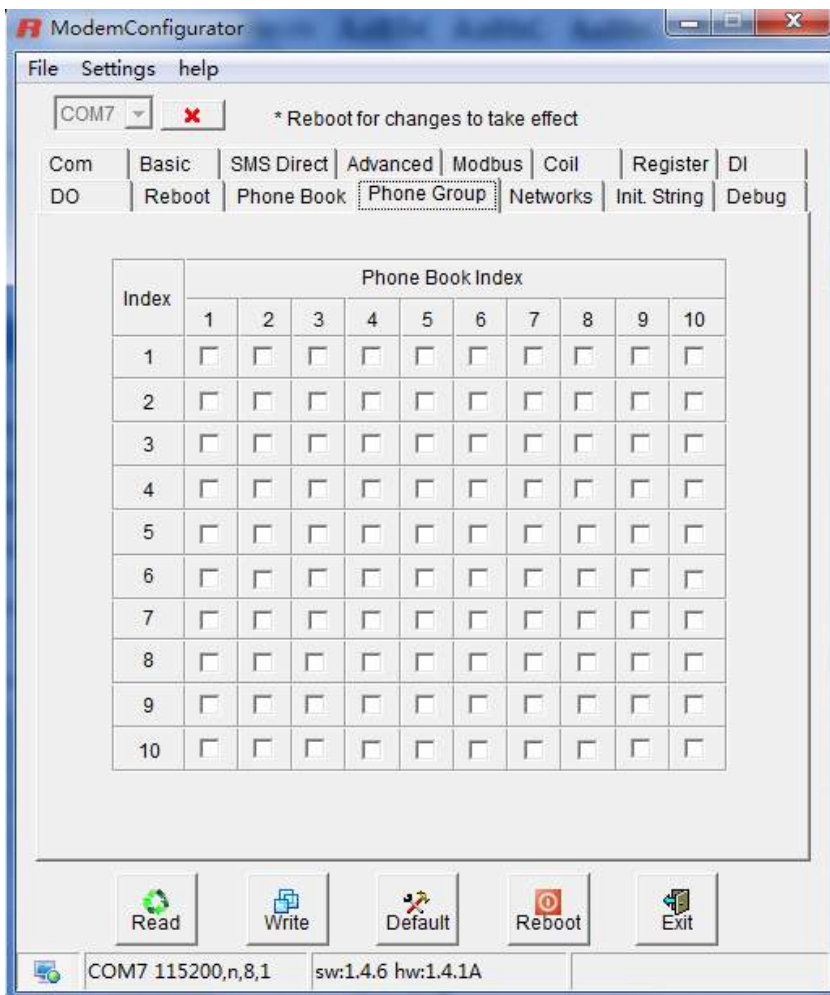 ModemConfigurator
File Settings help
COM7 * Reboot for changes to take effect
Com Basic SMS Direct Advanced Modbus Coil Register DI
DO Reboot Phone Book Phone Group Networks Init. String Debug
Index Phone Book Index
1 2 3 4 5 6 7 8 9 10
1
2
3
4
5
6
7
8
9
10
Read Write Default Reboot Exit
COM7 115200,n,8,1 sw:1.4.6 hw:1.4.1A